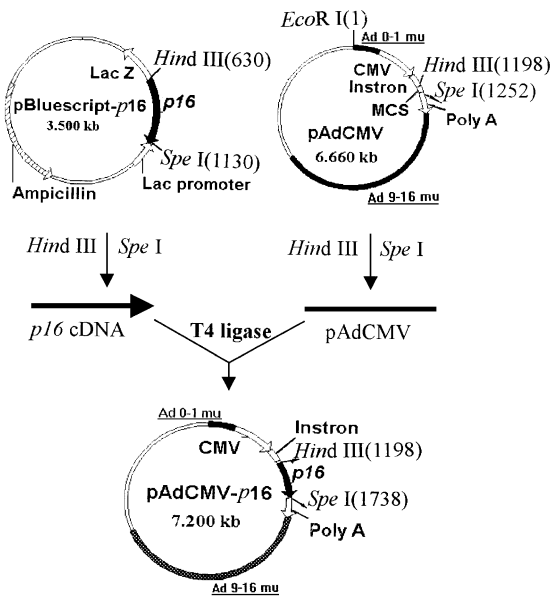 EcoR I(1)
Ad 0-1 mu
Lac Z
Hind III(630)
pBluescript-p16
3.500 kb
p16
Spe I(1130)
Lac promoter
Ampicillin
CMV
Instron
MCS
Hind III(1198)
Spe I(1252)
Poly A
pAdCMV
6.660 kb
Ad 9-16 mu
Hind III Spe I
Hind III Spe I
p16 cDNA
T4 ligase
pAdCMV
Ad 0-1 mu
CMV
Instron
Hind III(1198)
p16
pAdCMV-p16
7.200 kb
Spe I(1738)
Poly A
Ad 9-16 mu